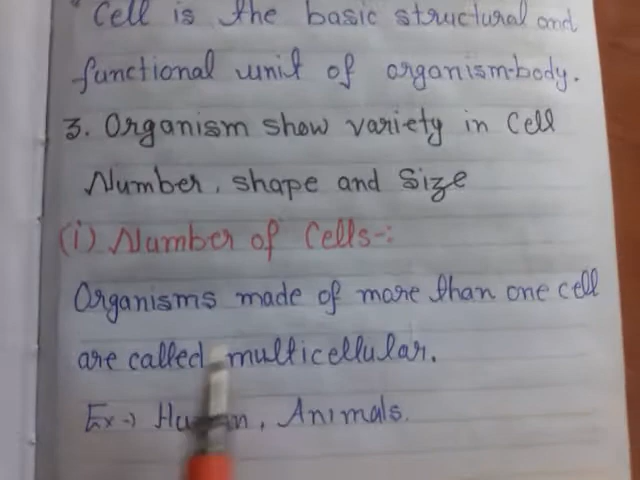 Cell is the basic structural and
functional unit of organism-body.
3. Organism show variety in Cell
Number, shape and Size
(i) Number of Cells-:
Organisms made of more than one cell
are called multicellular.
Ex→ Human, Animals.